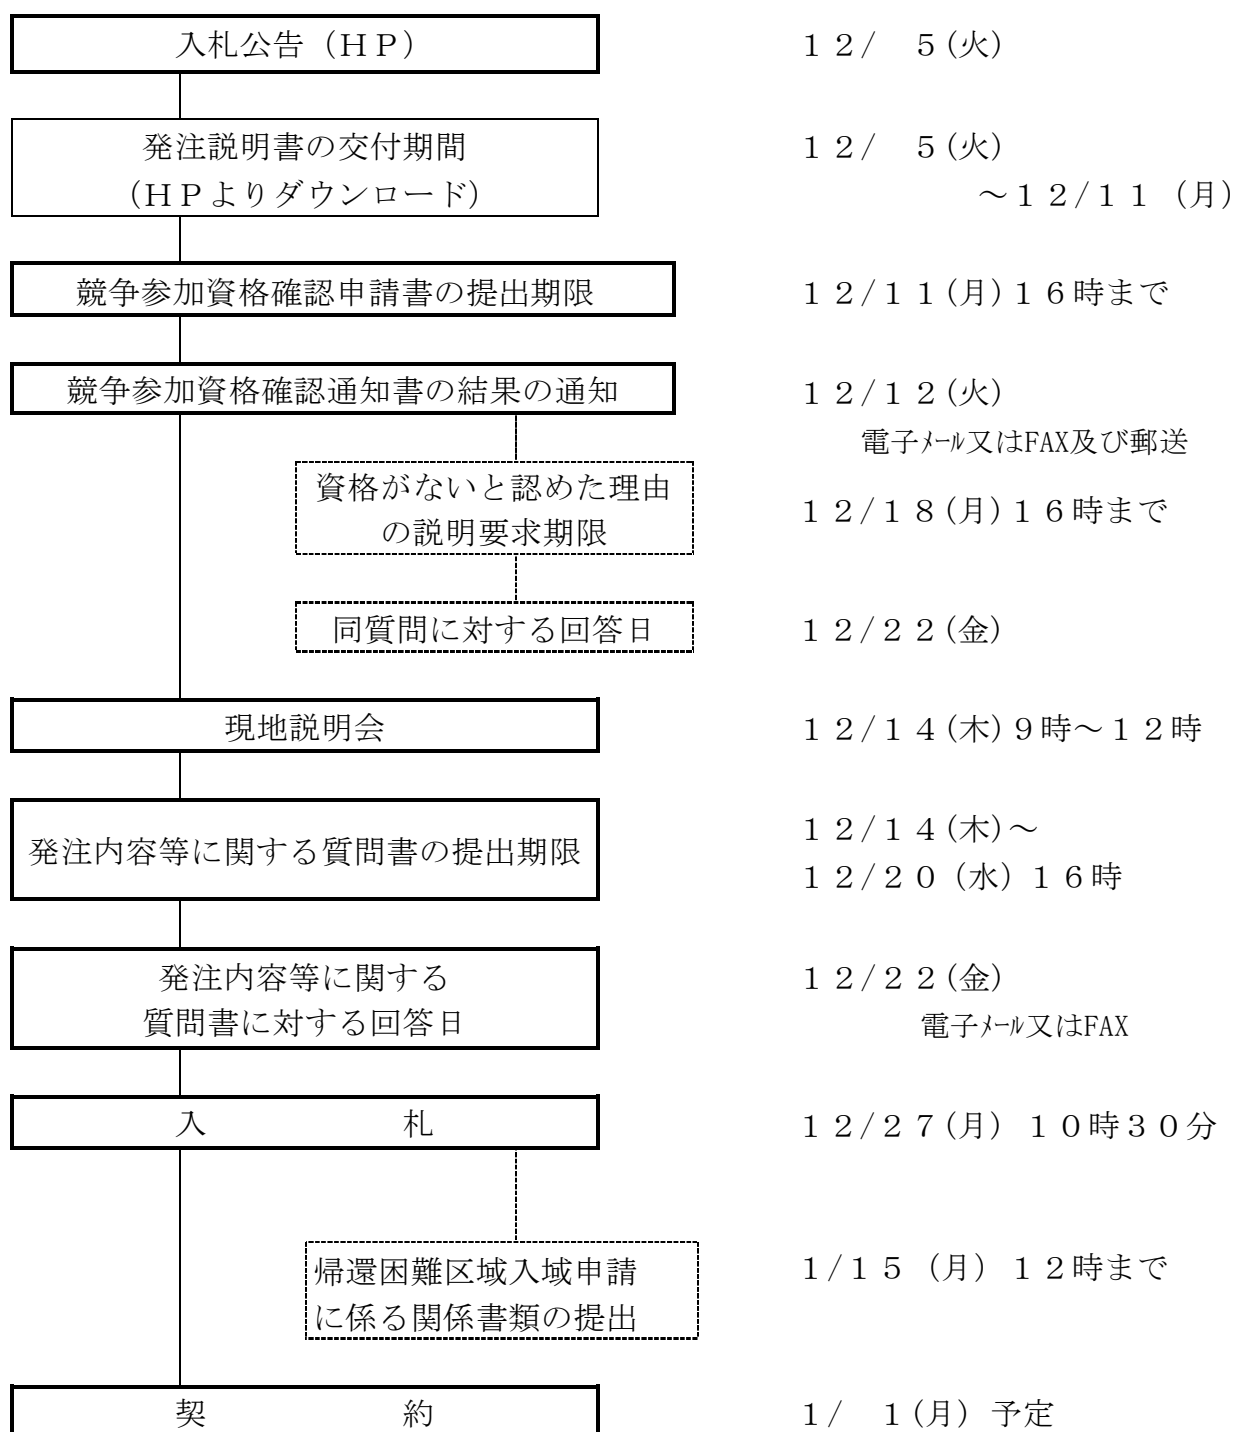 入札公告（ＨＰ）
１２/　５(火)
発注説明書の交付期間
（ＨＰよりダウンロード）
１２/　５(火)
～１２/１１（月）
競争参加資格確認申請書の提出期限
１２/１１(月)１６時まで
競争参加資格確認通知書の結果の通知
１２/１２(火)
電子ﾒｰﾙ又はFAX及び郵送
資格がないと認めた理由
の説明要求期限
１２/１８(月)１６時まで
同質問に対する回答日
１２/２２(金)
現地説明会
１２/１４(木)９時～１２時
発注内容等に関する質問書の提出期限
１２/１４(木)～
１２/２０（水）１６時
発注内容等に関する
質問書に対する回答日
１２/２２(金)
電子ﾒｰﾙ又はFAX
入　　　　　　札
１２/２７(月)　１０時３０分
帰還困難区域入域申請
に係る関係書類の提出
１/１５（月）１２時まで
契　　　　　　約
１/　１(月)　予定